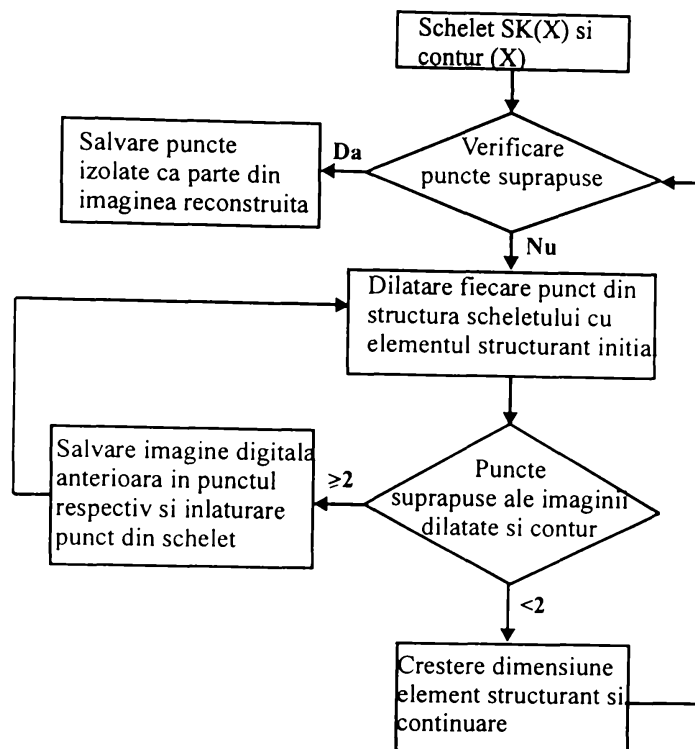 Schelet SK(X) si
contur (X)
Verificare
puncte suprapuse
Da
Salvare puncte
izolate ca parte din
imaginea reconstruita
Nu
Dilatare fiecare punct din
structura scheletului cu
elementul structurant initia
Puncte
suprapuse ale imaginii
dilatate si contur
≥2
Salvare imagine digitala
anterioara in punctul
respectiv si inlaturare
punct din schelet
<2
Crestere dimensiune
element structurant si
continuare